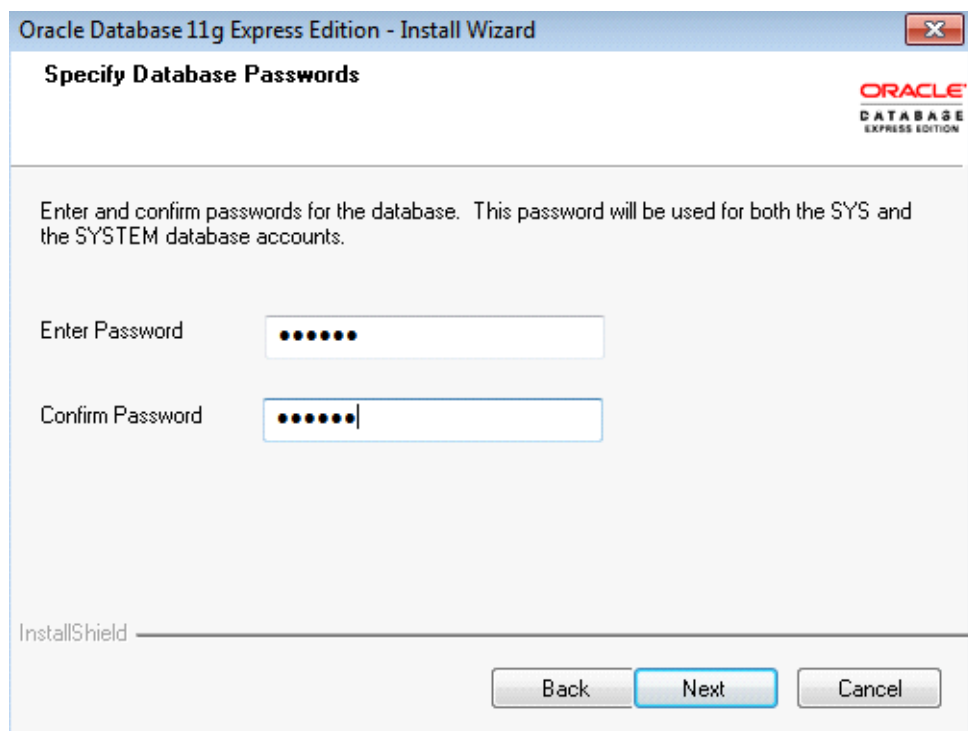 Oracle Database 11g Express Edition - Install Wizard
Specify Database Passwords
ORACLE
DATABASE
EXPRESS EDITION
Enter and confirm passwords for the database. This password will be used for both the SYS and
the SYSTEM database accounts.
Enter Password ••••••
Confirm Password ••••••
InstallShield
Back Next Cancel